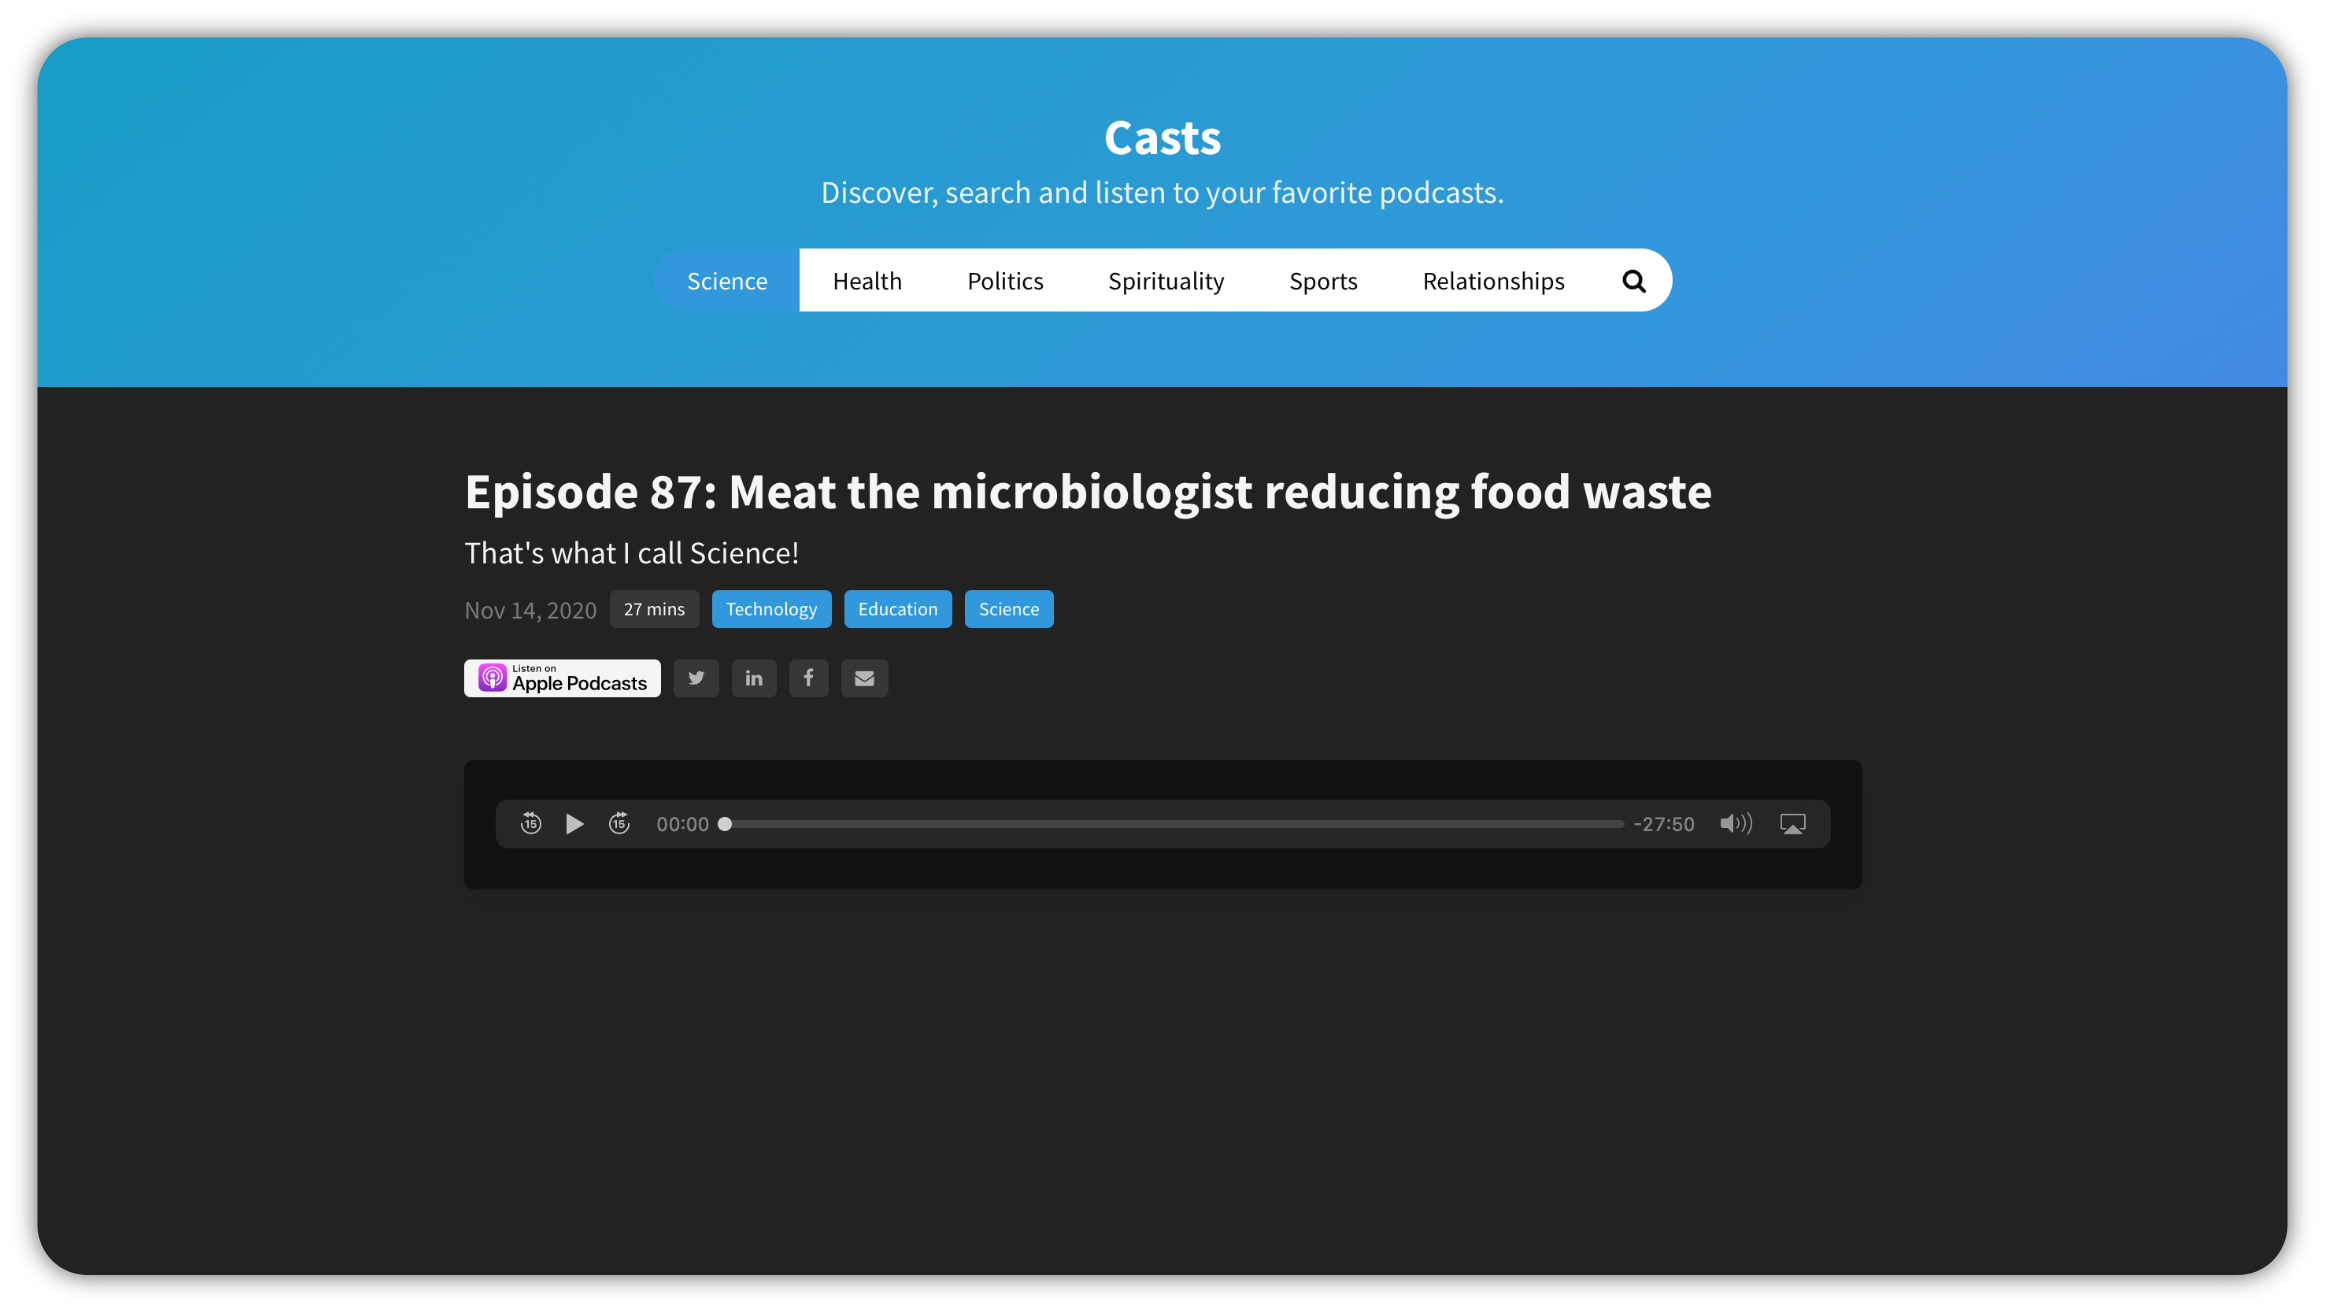 Casts
Discover, search and listen to your favorite podcasts.
Science Health Politics Spirituality Sports Relationships
Episode 87: Meat the microbiologist reducing food waste
That's what I call Science!
Nov 14, 2020 27 mins Technology Education Science
Listen on
Apple Podcasts
15 15 00:00 -27:50